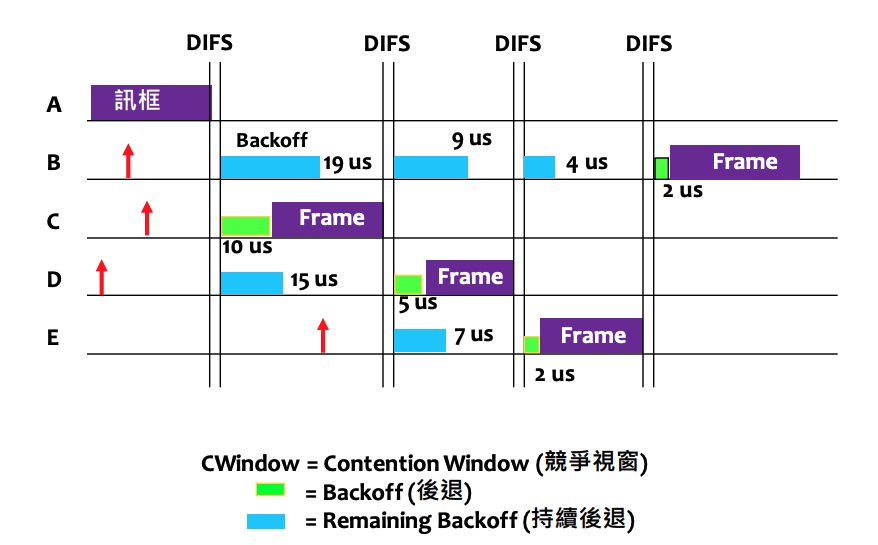 DIFS DIFS DIFS DIFS
A 訊框
Backoff 9 us
B 19 us 4 us Frame
2 us
C Frame
10 us
D 15 us Frame
5 us
E 7 us Frame
2 us
CWindow = Contention Window (競爭視窗)
= Backoff (後退)
= Remaining Backoff (持續後退)